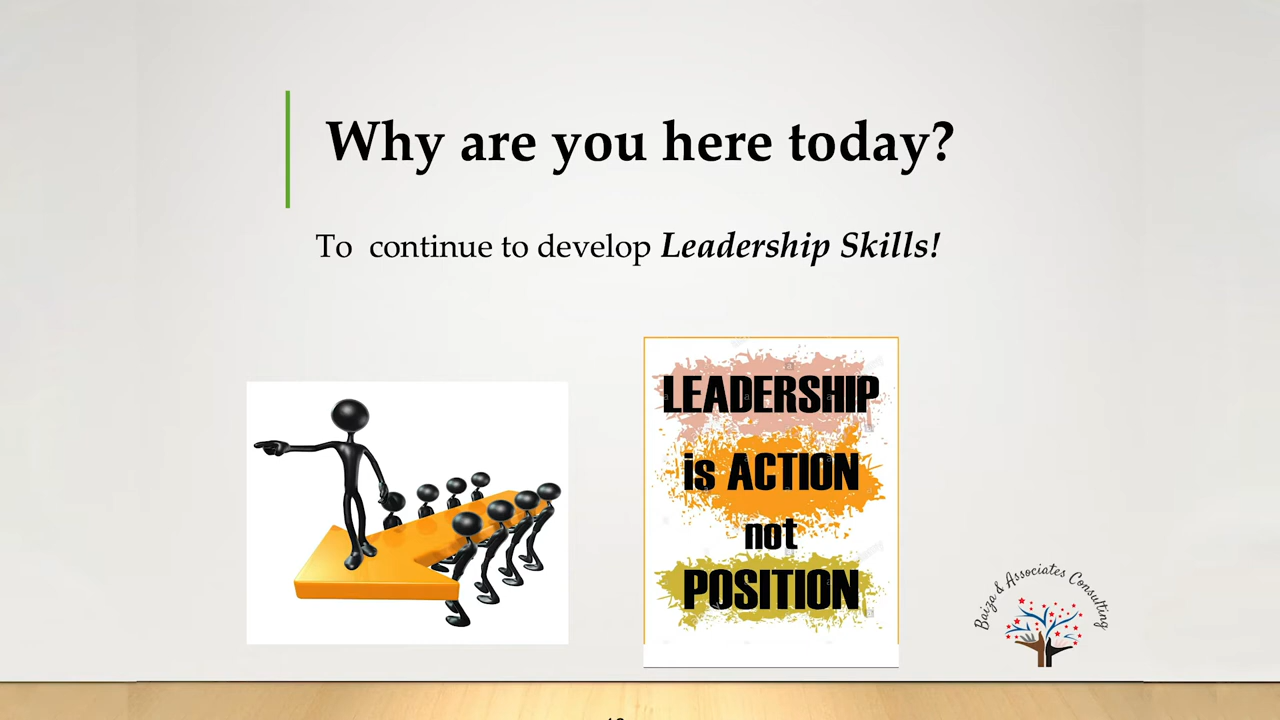 Why are you here today?
To continue to develop Leadership Skills!
LEADERSHIP
is ACTION
not
POSITION
Baiza & Associates Consulting